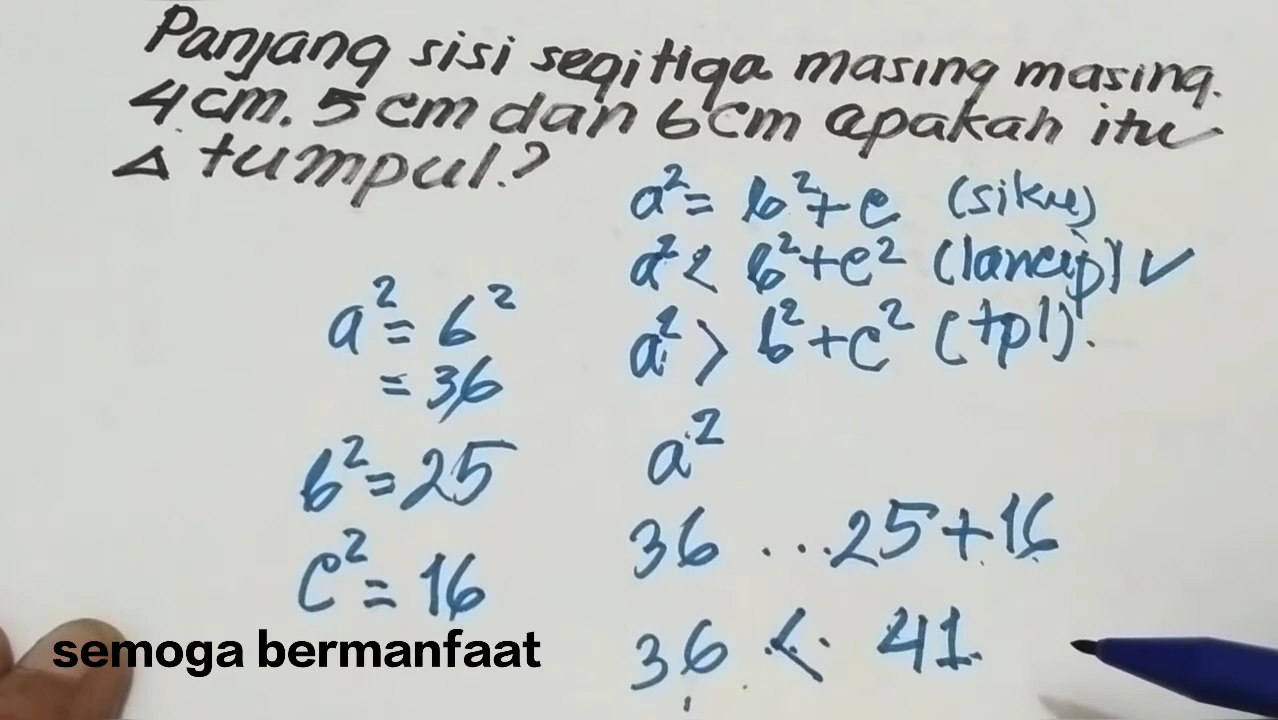 Panjang sisi segitiga masing masing.
4 cm. 5 cm dan 6 cm apakah itu
△ tumpul.?
a² = b² + c (siku)
a² < b² + c² (lancip) ✓
a² > b² + c² (tpl).
a² = 6²
= 36
b² = 25
c² = 16
a²
36 ... 25 + 16
36 < 41
semoga bermanfaat